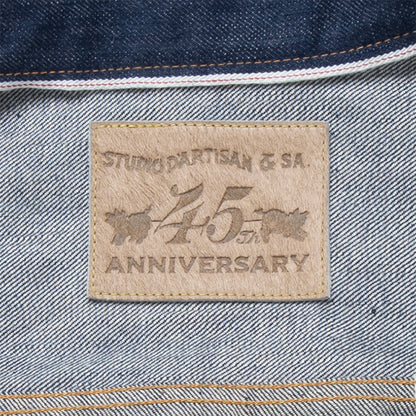 STUDIO D'ARTISAN & SA.
45Th
ANNIVERSARY